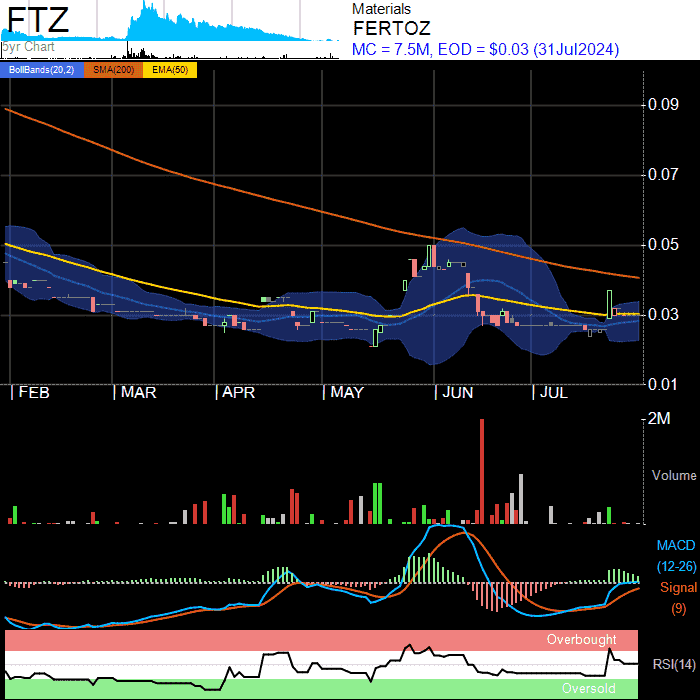 FTZ
5yr Chart
Materials
FERTOZ
MC = 7.5M, EOD = $0.03 (31Jul2024)
BollBands(20,2) SMA(200) EMA(50)
0.09
0.07
0.05
0.03
0.01
FEB MAR APR MAY JUN JUL
2M
Volume
MACD
(12-26)
Signal
(9)
Overbought
RSI(14)
Oversold